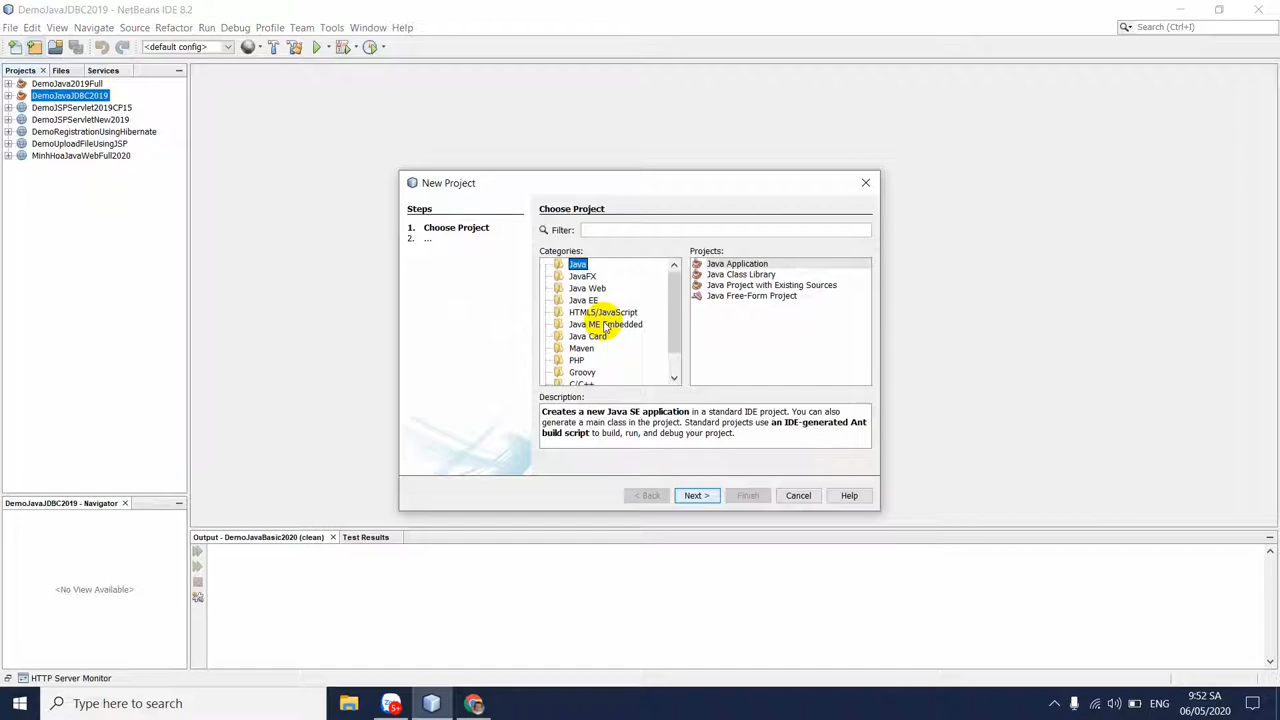 DemoJavaJDBC2019 - NetBeans IDE 8.2
File Edit View Navigate Source Refactor Run Debug Profile Team Tools Window Help
Search (Ctrl+I)
<default config>
Projects Files Services
DemoJava2019Full
DemoJavaJDBC2019
DemoJSPServlet2019CP15
DemoJSPServletNew2019
DemoRegistrationUsingHibernate
DemoUploadFileUsingJSP
MinhHoaJavaWebFull2020
New Project
Steps
1. Choose Project
2. ...
Choose Project
Filter:
Categories:
Java
JavaFX
Java Web
Java EE
HTML5/JavaScript
Java ME Embedded
Java Card
Maven
PHP
Groovy
C/C++
Projects:
Java Application
Java Class Library
Java Project with Existing Sources
Java Free-Form Project
Description:
Creates a new Java SE application in a standard IDE project. You can also
generate a main class in the project. Standard projects use an IDE-generated Ant
build script to build, run, and debug your project.
< Back Next > Finish Cancel Help
DemoJavaJDBC2019 - Navigator
<No View Available>
Output - DemoJavaBasic2020 (clean) Test Results
HTTP Server Monitor
Type here to search
5+
ENG
9:52 SA
06/05/2020